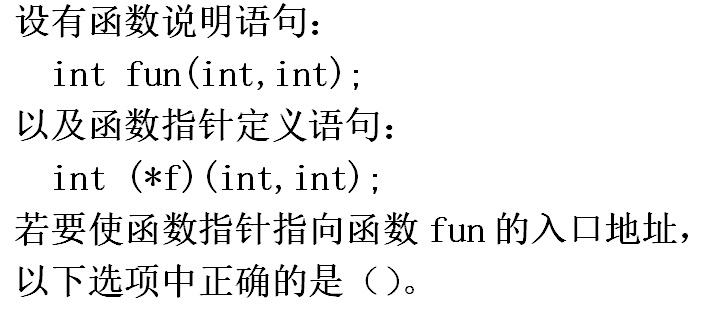 设有函数说明语句:
int fun(int,int);
以及函数指针定义语句:
int (*f)(int,int);
若要使函数指针指向函数 fun 的入口地址，
以下选项中正确的是（）。